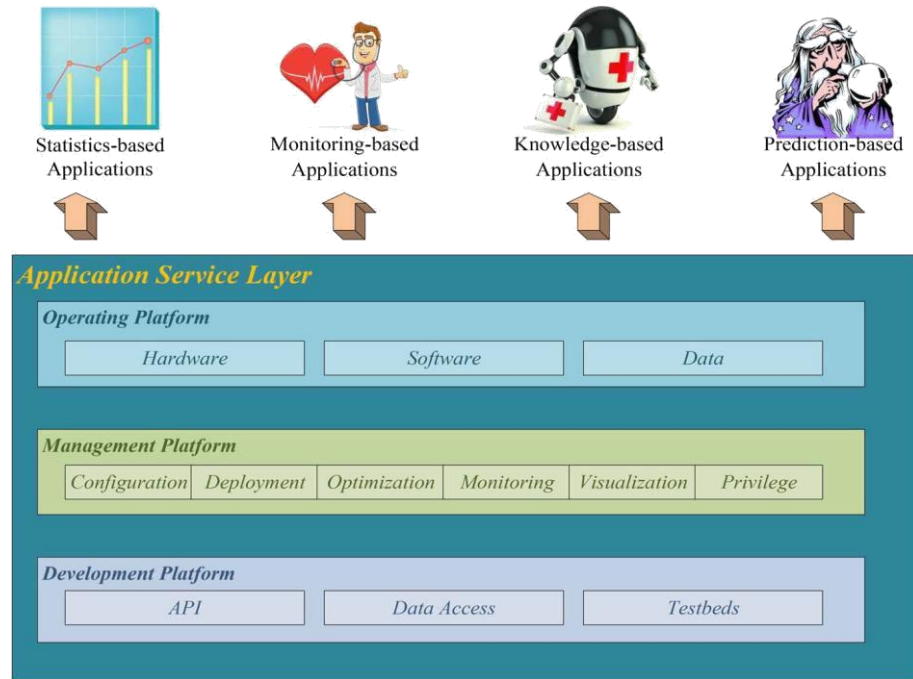 Statistics-based
Applications
Monitoring-based
Applications
Knowledge-based
Applications
Prediction-based
Applications
Application Service Layer
Operating Platform
Hardware
Software
Data
Management Platform
Configuration
Deployment
Optimization
Monitoring
Visualization
Privilege
Development Platform
API
Data Access
Testbeds